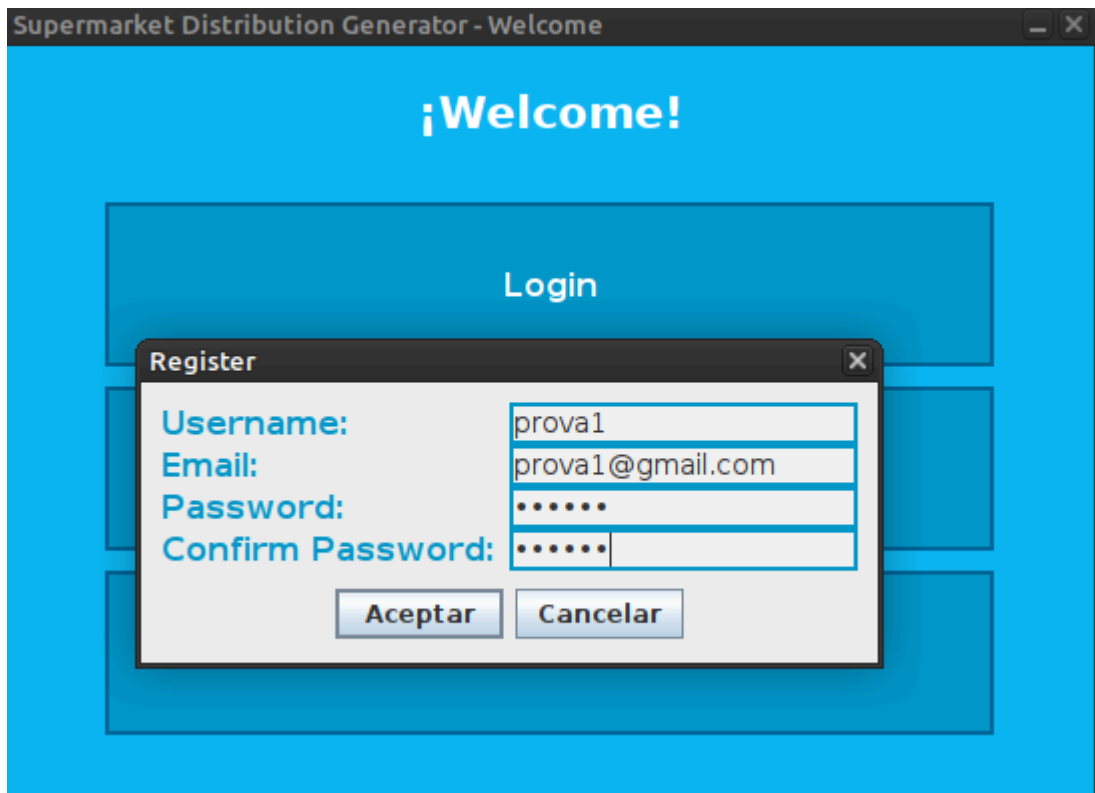 Supermarket Distribution Generator - Welcome
¡Welcome!
Login
Register
Username: prova1
Email: prova1@gmail.com
Password: ••••••
Confirm Password: ••••••
Aceptar Cancelar